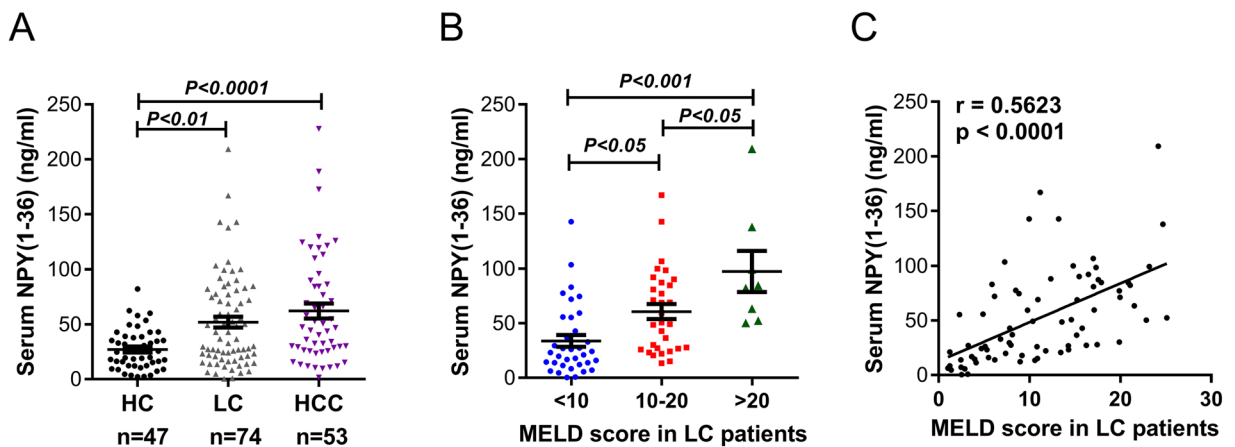 A
Serum NPY(1-36) (ng/ml)
250
200
150
100
50
0
P<0.0001
P<0.01
HC LC HCC
n=47 n=74 n=53
B
Serum NPY(1-36) (ng/ml)
250
200
150
100
50
0
P<0.001
P<0.05
P<0.05
<10 10-20 >20
MELD score in LC patients
C
Serum NPY(1-36) (ng/ml)
250
200
150
100
50
0
r = 0.5623
p < 0.0001
0 10 20 30
MELD score in LC patients